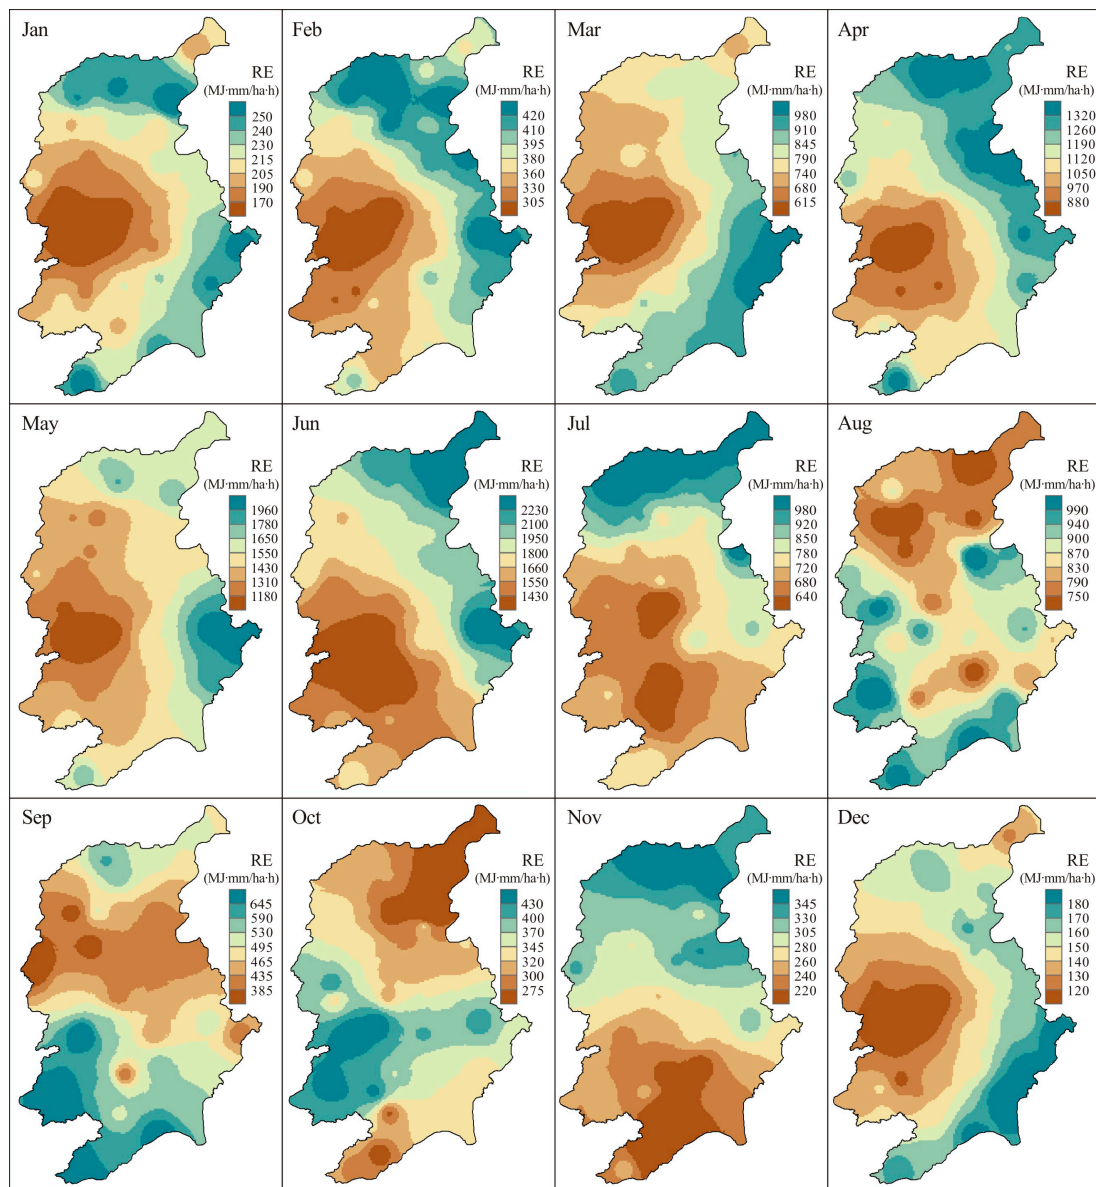 Jan
RE
(MJ·mm/ha·h)
250
240
230
215
205
190
170
Feb
RE
(MJ·mm/ha·h)
420
410
395
380
360
330
305
Mar
RE
(MJ·mm/ha·h)
980
910
845
790
740
680
615
Apr
RE
(MJ·mm/ha·h)
1320
1260
1190
1120
1050
970
880
May
RE
(MJ·mm/ha·h)
1960
1780
1650
1550
1430
1310
1180
Jun
RE
(MJ·mm/ha·h)
2230
2100
1950
1800
1660
1550
1430
Jul
RE
(MJ·mm/ha·h)
980
920
850
780
720
680
640
Aug
RE
(MJ·mm/ha·h)
990
940
900
870
830
790
750
Sep
RE
(MJ·mm/ha·h)
645
590
530
495
465
435
385
Oct
RE
(MJ·mm/ha·h)
430
400
370
345
320
300
275
Nov
RE
(MJ·mm/ha·h)
345
330
305
280
260
240
220
Dec
RE
(MJ·mm/ha·h)
180
170
160
150
140
130
120